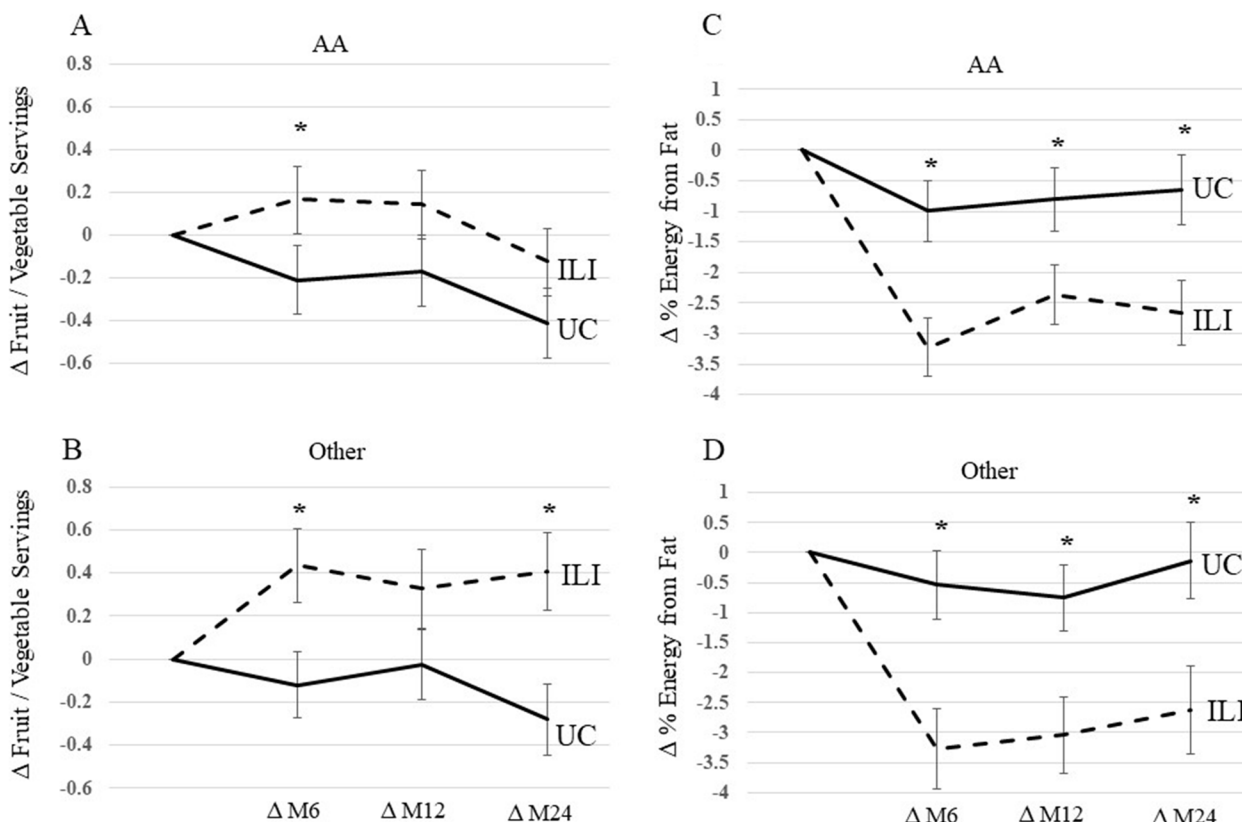 A
AA
Δ Fruit / Vegetable Servings
0.8
0.6
0.4
0.2
0
-0.2
-0.4
-0.6
*
ILI
UC
B
Other
Δ Fruit / Vegetable Servings
0.8
0.6
0.4
0.2
0
-0.2
-0.4
-0.6
*
*
ILI
UC
Δ M6
Δ M12
Δ M24
C
AA
Δ % Energy from Fat
1
0.5
0
-0.5
-1
-1.5
-2
-2.5
-3
-3.5
-4
*
*
*
UC
ILI
D
Other
Δ % Energy from Fat
1
0.5
0
-0.5
-1
-1.5
-2
-2.5
-3
-3.5
-4
*
*
*
UC
ILI
Δ M6
Δ M12
Δ M24